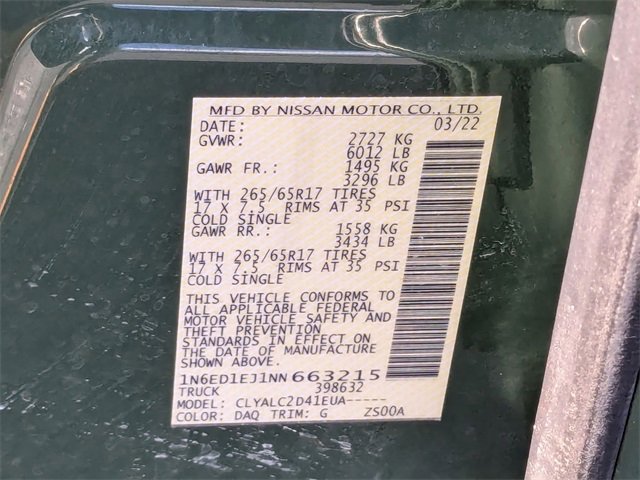 MFD BY NISSAN MOTOR CO., LTD.
DATE: 03/22
GVWR: 2727 KG
6012 LB
GAWR FR.: 1495 KG
3296 LB
WITH 265/65R17 TIRES
17 X 7.5 RIMS AT 35 PSI
COLD SINGLE
GAWR RR.: 1558 KG
3434 LB
WITH 265/65R17 TIRES
17 X 7.5 RIMS AT 35 PSI
COLD SINGLE
THIS VEHICLE CONFORMS TO
ALL APPLICABLE FEDERAL
MOTOR VEHICLE SAFETY AND
THEFT PREVENTION
STANDARDS IN EFFECT ON
THE DATE OF MANUFACTURE
SHOWN ABOVE.
1N6ED1EJ1NN663215
TRUCK 398632
MODEL: CLYALC2D41EUA-----
COLOR: DAQ TRIM: G ZS00A